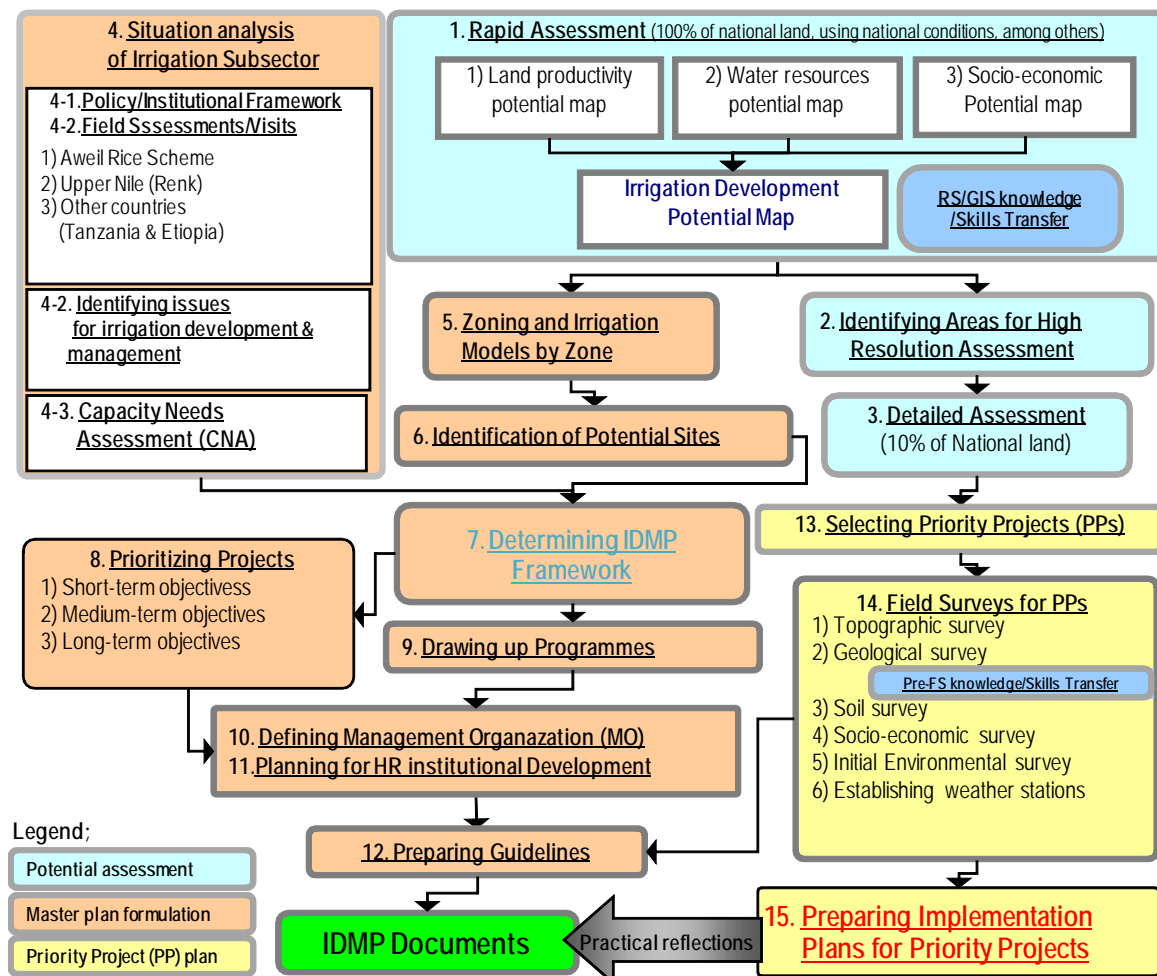 4. Situation analysis
of Irrigation Subsector
4-1.Policy/Institutional Framework
4-2.Field Sssessments/Visits
1) Aweil Rice Scheme
2) Upper Nile (Renk)
3) Other countries
(Tanzania & Etiopia)
4-2. Identifying issues
for irrigation development &
management
4-3. Capacity Needs
Assessment (CNA)
1. Rapid Assessment (100% of national land, using national conditions, among others)
1) Land productivity
potential map
2) Water resources
potential map
3) Socio-economic
Potential map
Irrigation Development
Potential Map
RS/GIS knowledge
/Skills Transfer
5. Zoning and Irrigation
Models by Zone
2. Identifying Areas for High
Resolution Assessment
6. Identification of Potential Sites
3. Detailed Assessment
(10% of National land)
7. Determining IDMP
Framework
13. Selecting Priority Projects (PPs)
8. Prioritizing Projects
1) Short-term objectivess
2) Medium-term objectives
3) Long-term objectives
9. Drawing up Programmes
14. Field Surveys for PPs
1) Topographic survey
2) Geological survey
Pre-FS knowledge/Skills Transfer
3) Soil survey
4) Socio-economic survey
5) Initial Environmental survey
6) Establishing weather stations
10. Defining Management Organazation (MO)
11.Planning for HR institutional Development
12. Preparing Guidelines
Legend;
Potential assessment
Master plan formulation
Priority Project (PP) plan
IDMP Documents
Practical reflections
15. Preparing Implementation
Plans for Priority Projects